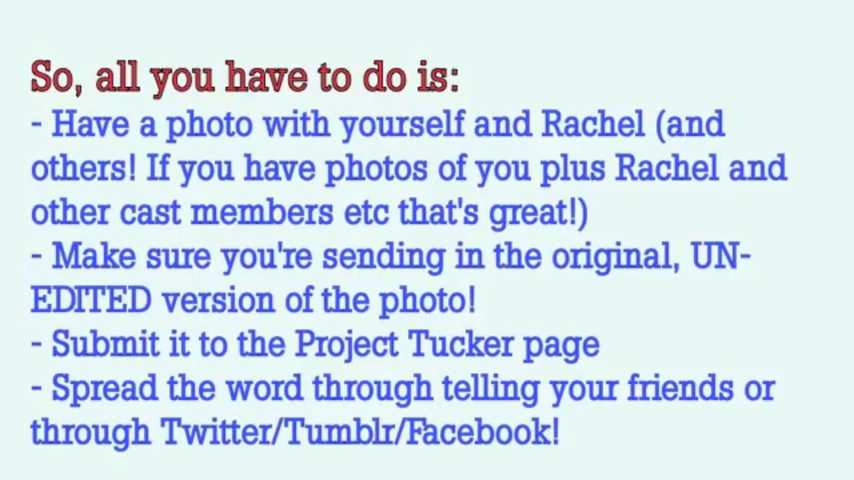 So, all you have to do is:
- Have a photo with yourself and Rachel (and
others! If you have photos of you plus Rachel and
other cast members etc that's great!)
- Make sure you're sending in the original, UN-
EDITED version of the photo!
- Submit it to the Project Tucker page
- Spread the word through telling your friends or
through Twitter/Tumblr/Facebook!